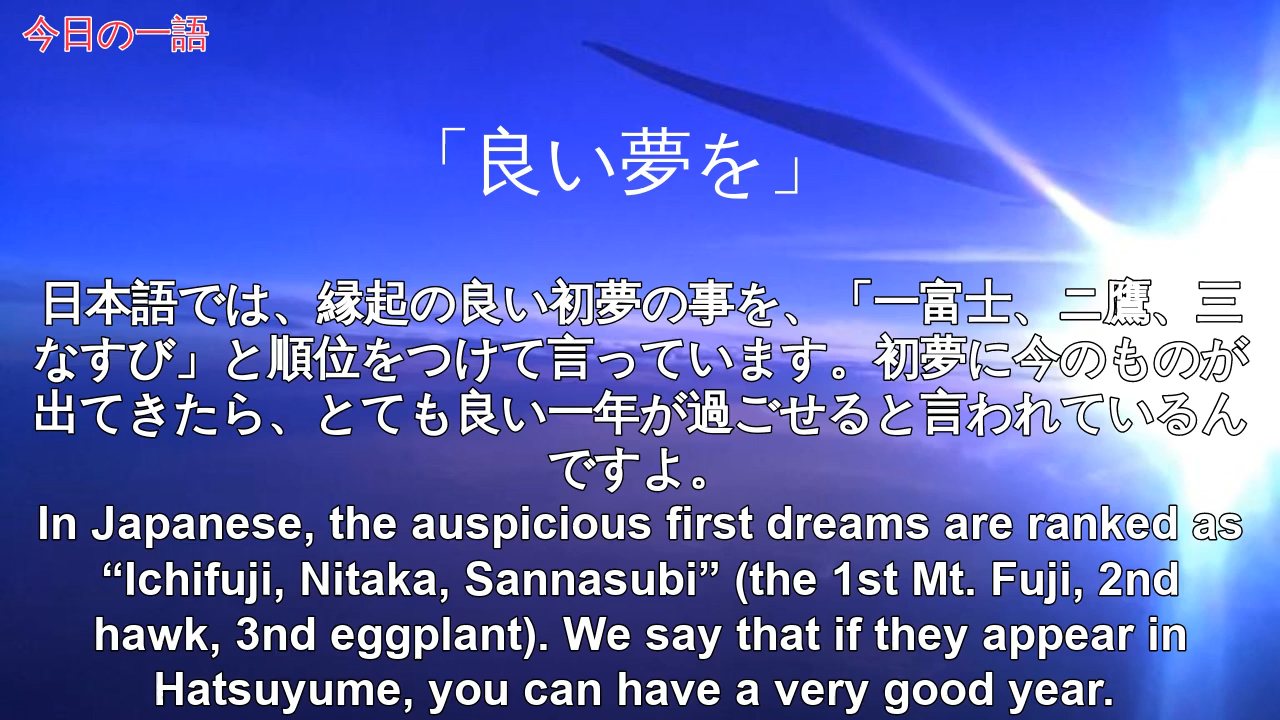 今日の一語
「良い夢を」
日本語では、縁起の良い初夢の事を、「一富士、ニ鷹、三
なすび」と順位をつけて言っています。初夢に今のものが
出てきたら、とても良い一年が過ごせると言われているん
ですよ。
In Japanese, the auspicious first dreams are ranked as
“Ichifuji, Nitaka, Sannasubi” (the 1st Mt. Fuji, 2nd
hawk, 3nd eggplant). We say that if they appear in
Hatsuyume, you can have a very good year.